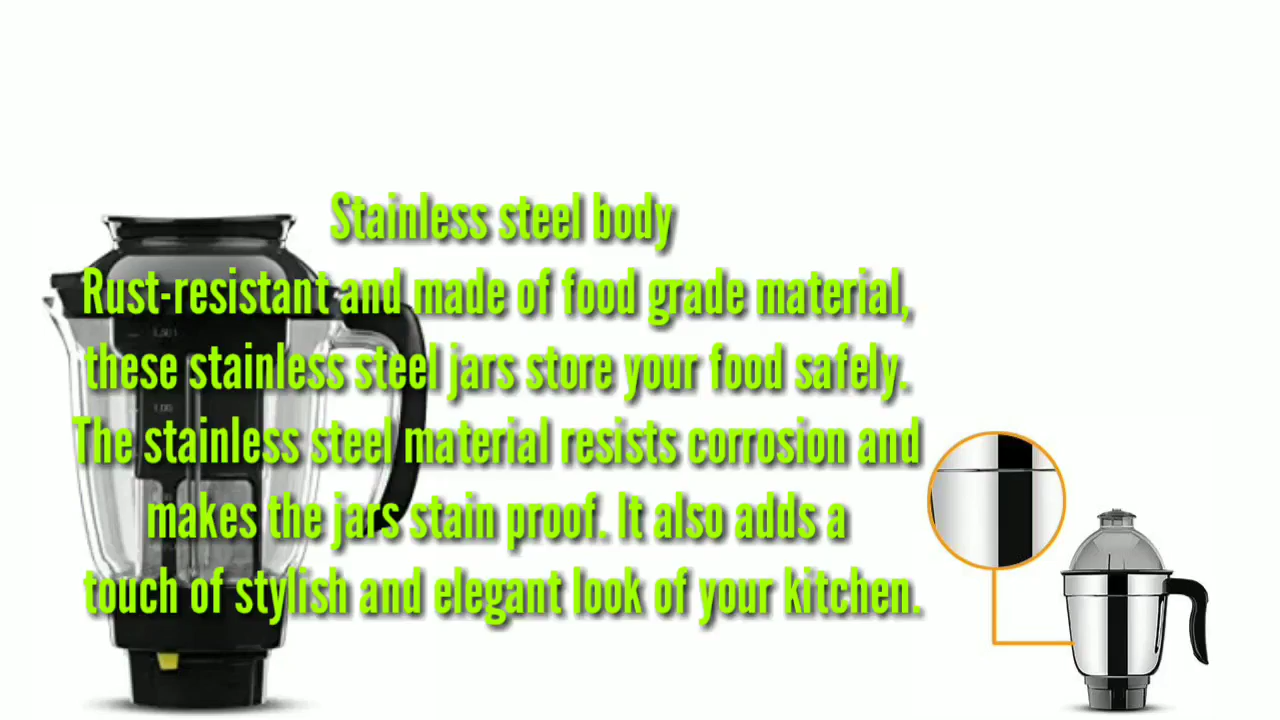 Stainless steel body
Rust-resistant and made of food grade material,
these stainless steel jars store your food safely.
The stainless steel material resists corrosion and
makes the jars stain proof. It also adds a
touch of stylish and elegant look of your kitchen.